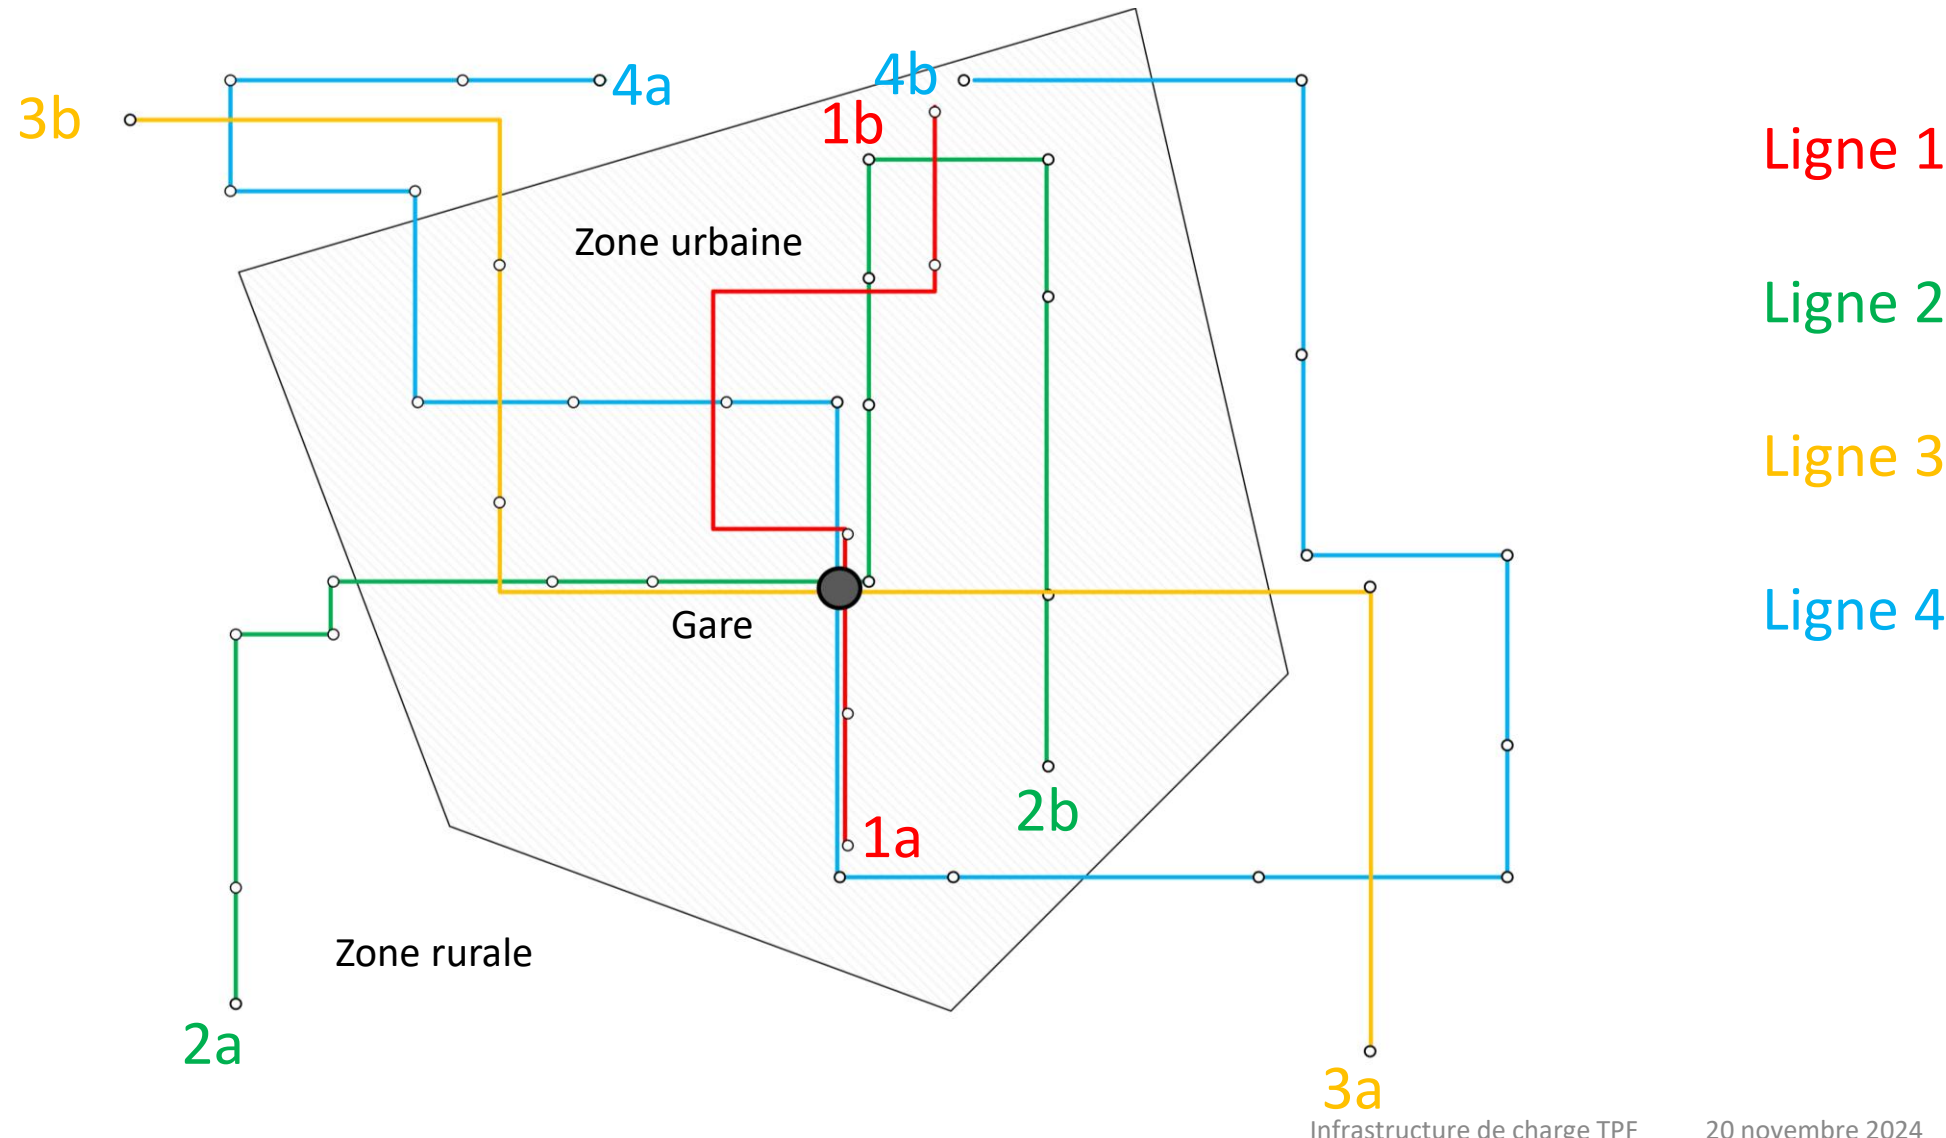 4a
4b
3b
1b
Ligne 1
Zone urbaine
Ligne 2
Ligne 3
Gare
Ligne 4
2b
1a
Zone rurale
2a
3a
Infrastructure de charge TPF
20 novembre 2024